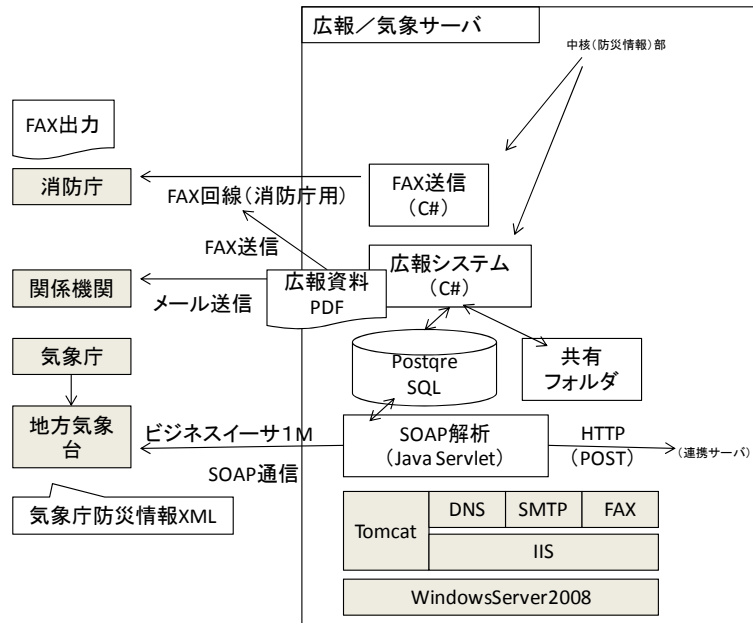 広報／気象サーバ
中核(防災情報)部
FAX出力
消防庁
FAX送信
(C#)
FAX回線(消防庁用)
FAX送信
広報システム
(C#)
関係機関
メール送信
広報資料
PDF
気象庁
Postqre
SQL
共有
フォルダ
地方気象
台
ビジネスイーサ1M
SOAP通信
SOAP解析
(Java Servlet)
HTTP
(POST)
(連携サーバ)
気象庁防災情報XML
Tomcat
DNS
SMTP
FAX
IIS
WindowsServer2008